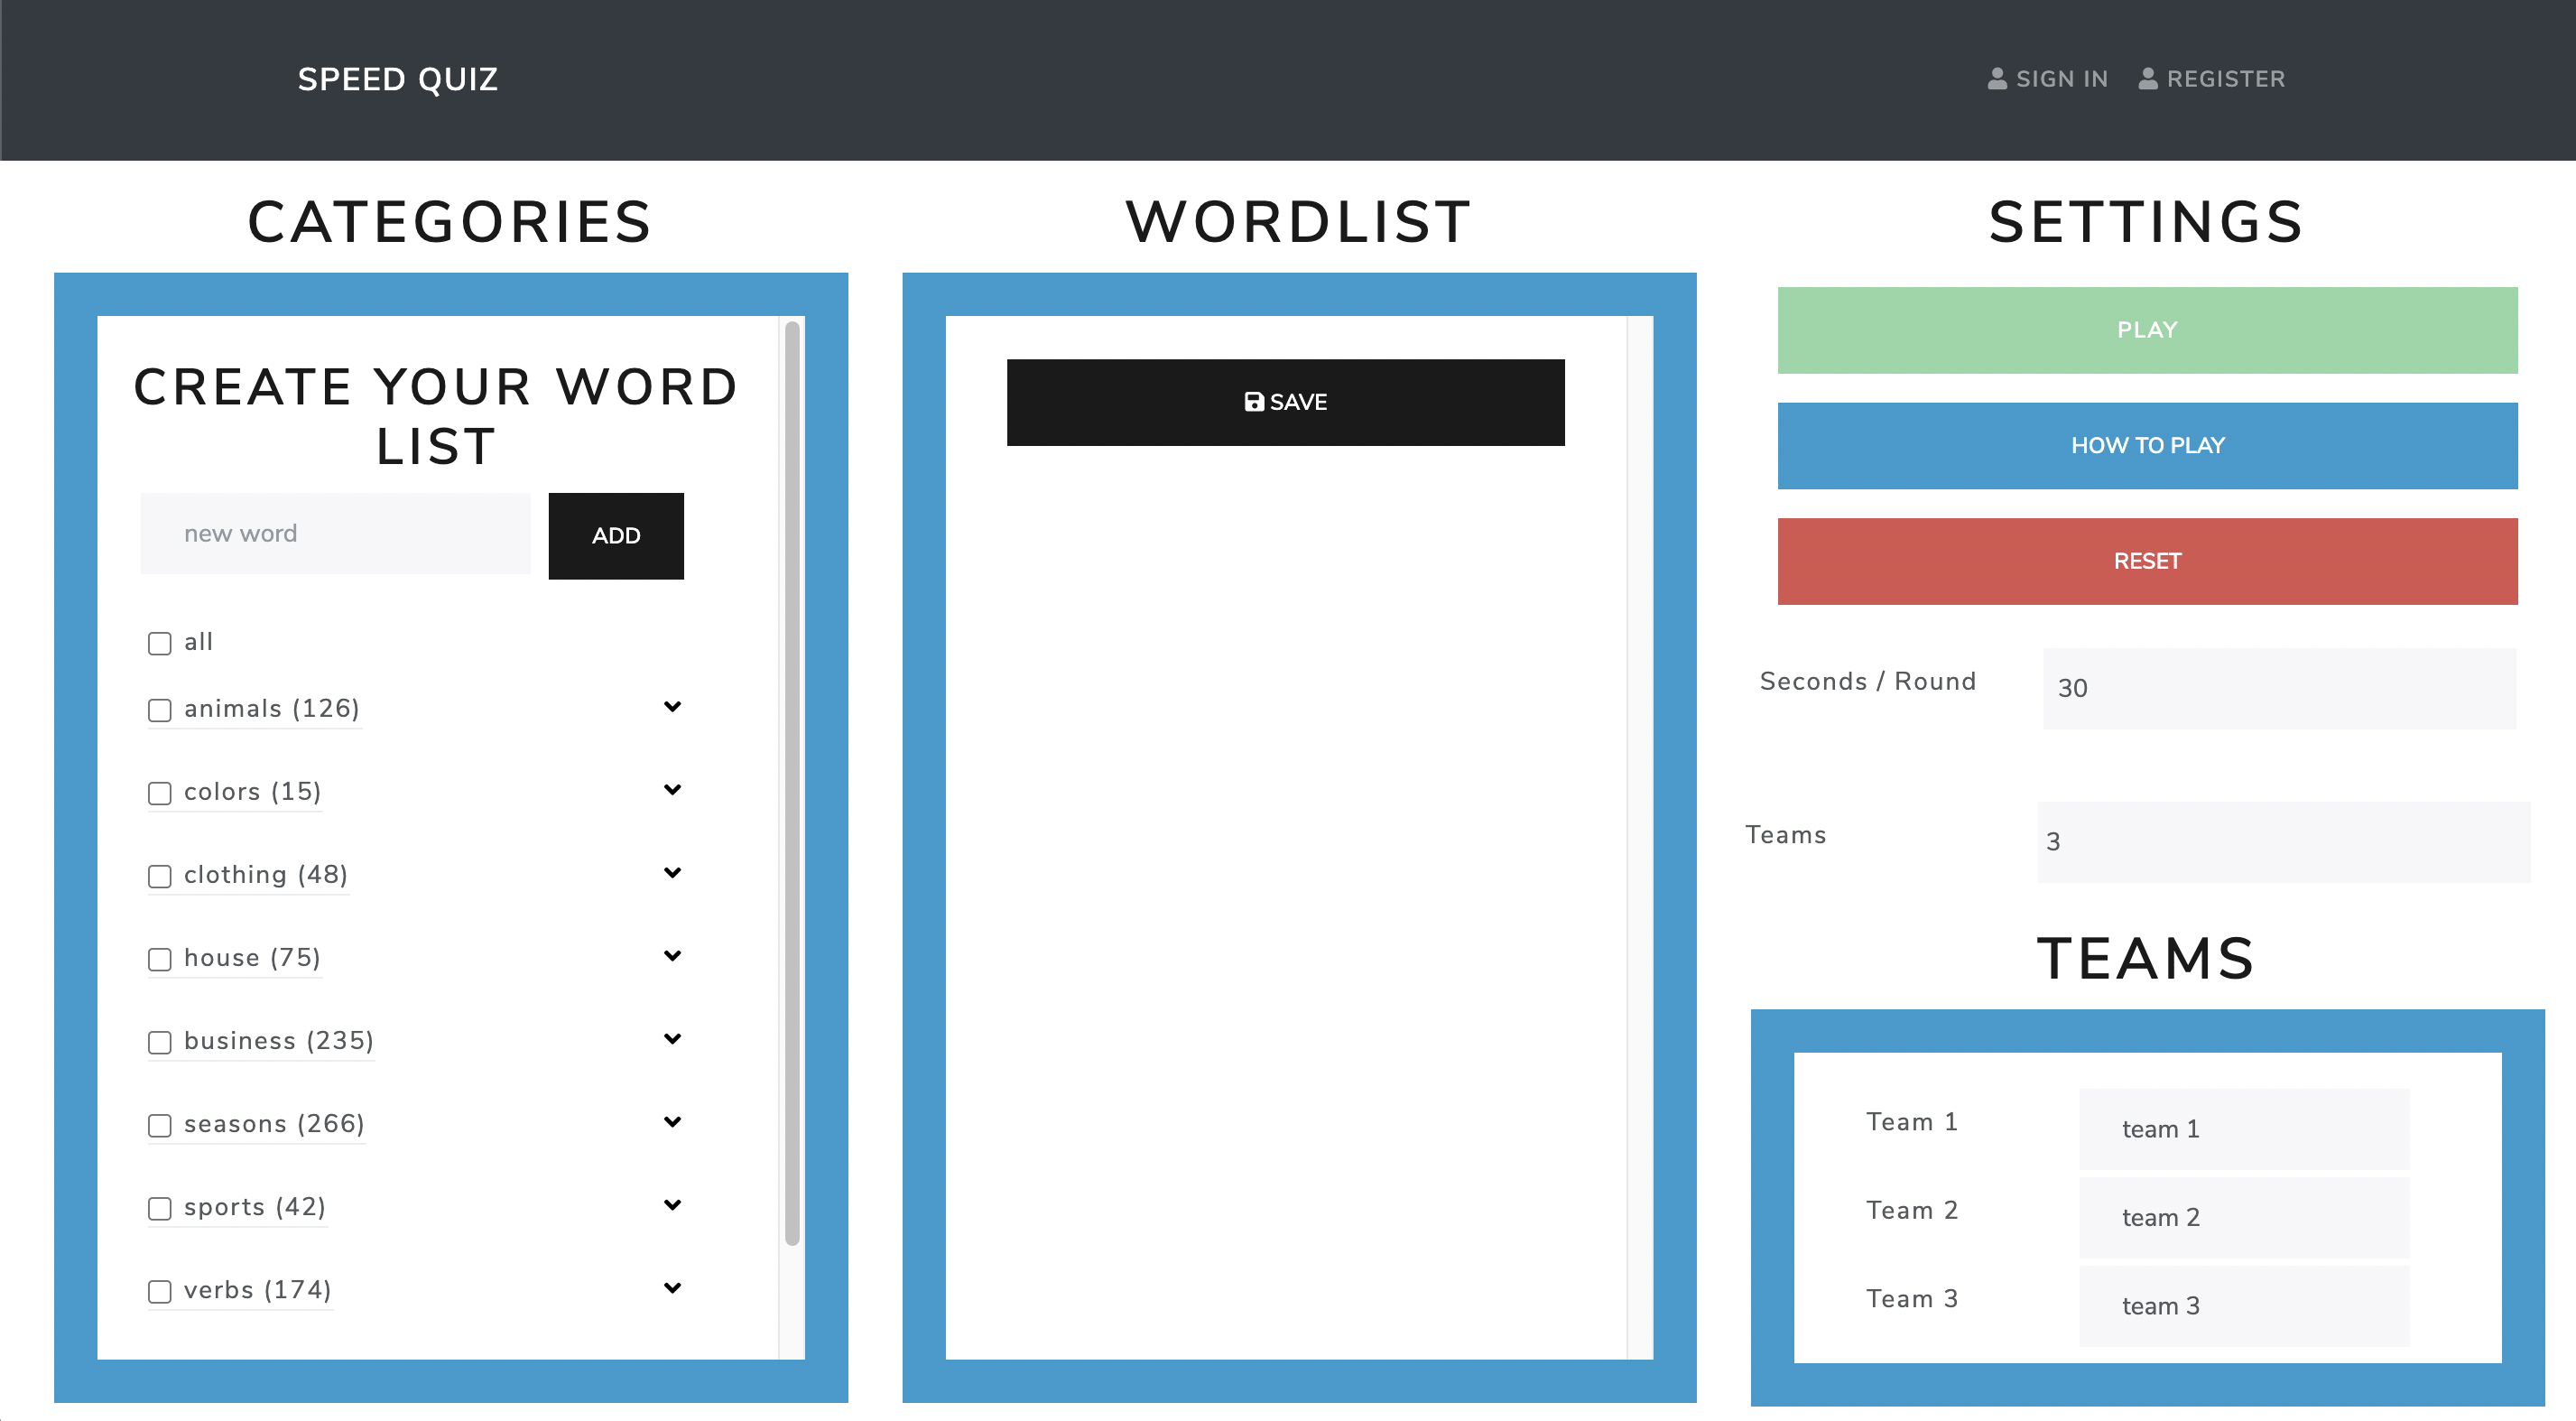 SPEED QUIZ
SIGN IN
REGISTER
CATEGORIES
CREATE YOUR WORD
LIST
new word
ADD
all
animals (126)
colors (15)
clothing (48)
house (75)
business (235)
seasons (266)
sports (42)
verbs (174)
WORDLIST
SAVE
SETTINGS
PLAY
HOW TO PLAY
RESET
Seconds / Round 30
Teams 3
TEAMS
Team 1 team 1
Team 2 team 2
Team 3 team 3